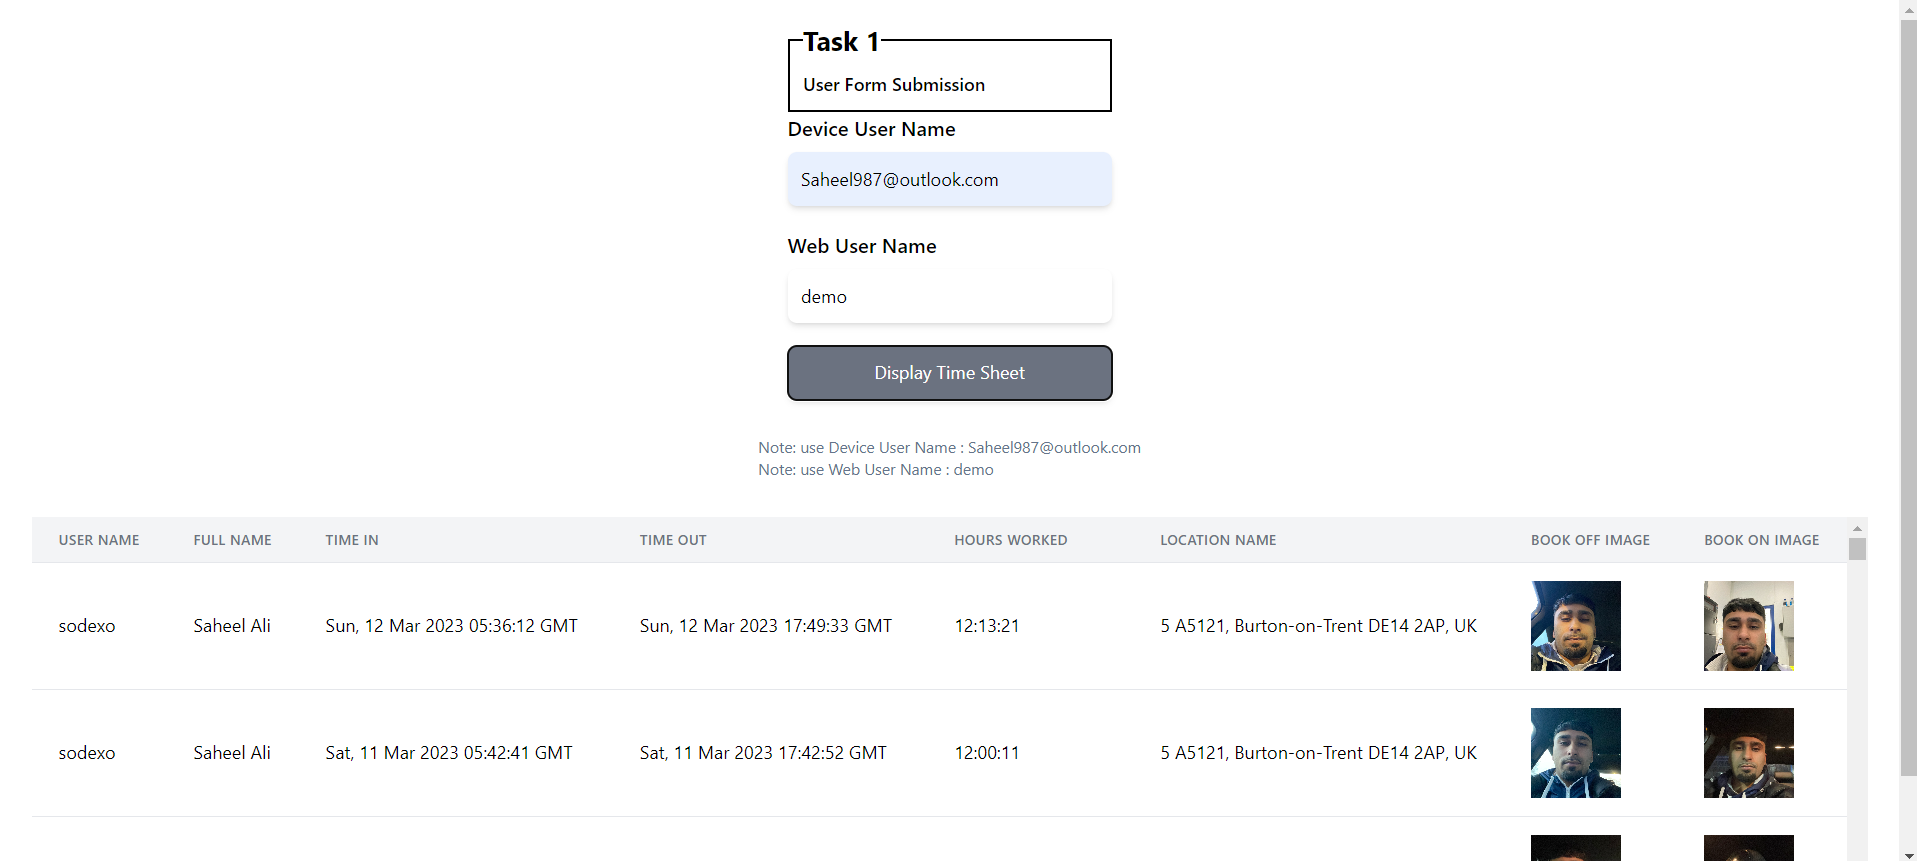 Task 1
User Form Submission
Device User Name
Saheel987@outlook.com
Web User Name
demo
Display Time Sheet
Note: use Device User Name : Saheel987@outlook.com
Note: use Web User Name : demo
USER NAME FULL NAME TIME IN TIME OUT HOURS WORKED LOCATION NAME BOOK OFF IMAGE BOOK ON IMAGE
sodexo Saheel Ali Sun, 12 Mar 2023 05:36:12 GMT Sun, 12 Mar 2023 17:49:33 GMT 12:13:21 5 A5121, Burton-on-Trent DE14 2AP, UK
sodexo Saheel Ali Sat, 11 Mar 2023 05:42:41 GMT Sat, 11 Mar 2023 17:42:52 GMT 12:00:11 5 A5121, Burton-on-Trent DE14 2AP, UK